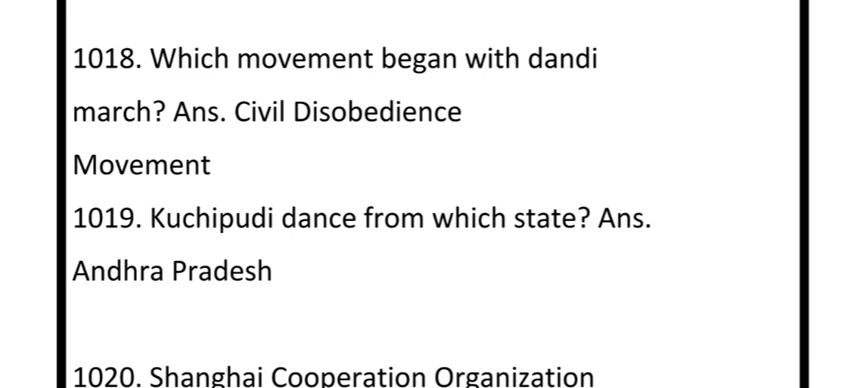 1018. Which movement began with dandi
march? Ans. Civil Disobedience
Movement
1019. Kuchipudi dance from which state? Ans.
Andhra Pradesh
1020. Shanghai Cooperation Organization